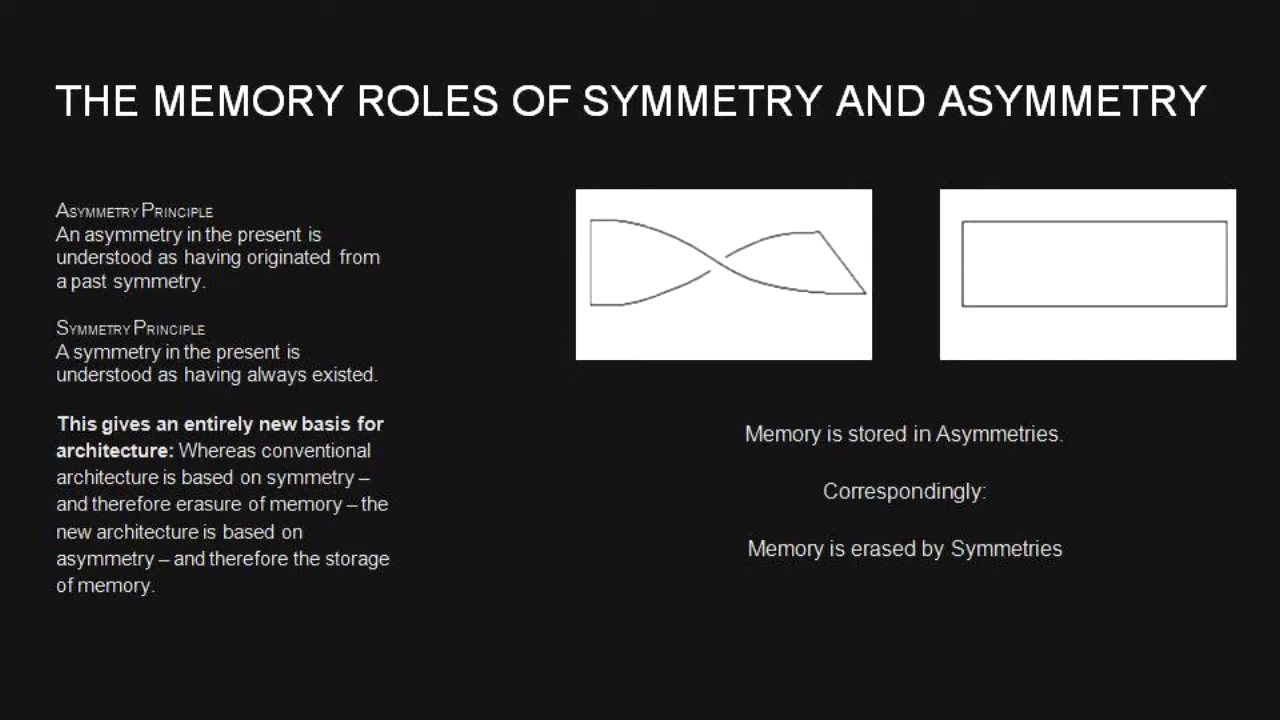 THE MEMORY ROLES OF SYMMETRY AND ASYMMETRY
ASYMMETRY PRINCIPLE
An asymmetry in the present is
understood as having originated from
a past symmetry.
SYMMETRY PRINCIPLE
A symmetry in the present is
understood as having always existed.
This gives an entirely new basis for
architecture: Whereas conventional
architecture is based on symmetry –
and therefore erasure of memory – the
new architecture is based on
asymmetry – and therefore the storage
of memory.
Memory is stored in Asymmetries.
Correspondingly:
Memory is erased by Symmetries